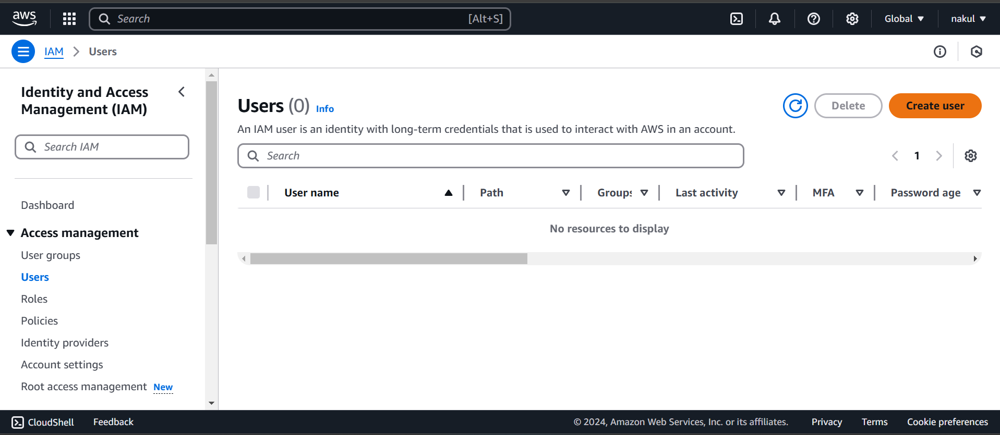 aws
Search
[Alt+S]
Global
nakul
IAM
Users
Identity and Access
Management (IAM)
Search IAM
Dashboard
Access management
User groups
Users
Roles
Policies
Identity providers
Account settings
Root access management New
Users (0) Info
Delete
Create user
An IAM user is an identity with long-term credentials that is used to interact with AWS in an account.
Search
1
User name
Path
Groups
Last activity
MFA
Password age
No resources to display
CloudShell
Feedback
© 2024, Amazon Web Services, Inc. or its affiliates.
Privacy
Terms
Cookie preferences